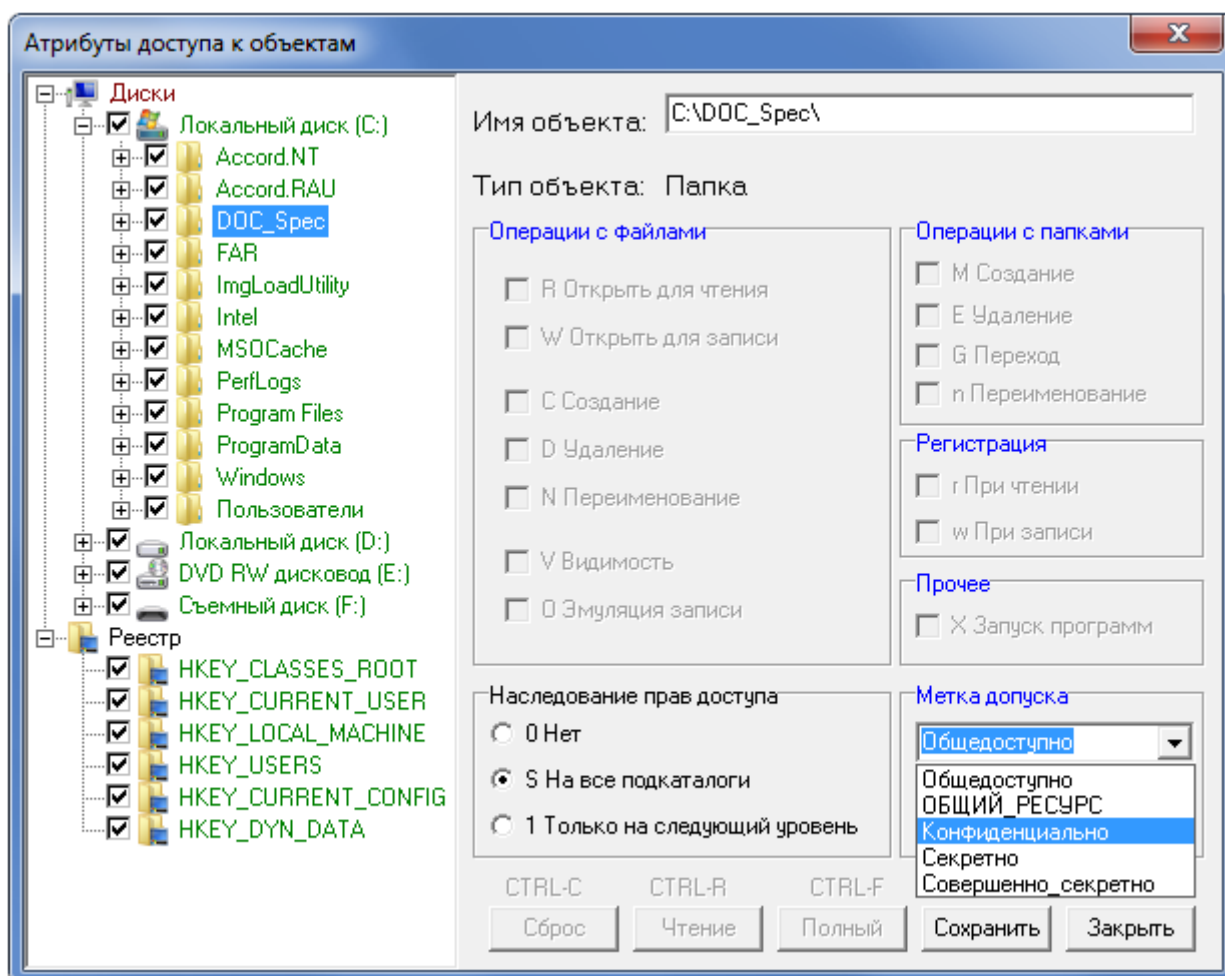 Атрибуты доступа к объектам
Диски
Локальный диск (C:)
Accord.NT
Accord.RAU
DOC_Spec
FAR
ImgLoadUtility
Intel
MSOCache
PerfLogs
Program Files
ProgramData
Windows
Пользователи
Локальный диск (D:)
DVD RW дисковод (E:)
Съемный диск (F:)
Реестр
HKEY_CLASSES_ROOT
HKEY_CURRENT_USER
HKEY_LOCAL_MACHINE
HKEY_USERS
HKEY_CURRENT_CONFIG
HKEY_DYN_DATA
Имя объекта: C:\DOC_Spec\
Тип объекта: Папка
Операции с файлами
R Открыть для чтения
W Открыть для записи
C Создание
D Удаление
N Переименование
V Видимость
O Эмуляция записи
Операции с папками
M Создание
E Удаление
G Переход
n Переименование
Регистрация
r При чтении
w При записи
Прочее
X Запуск программ
Наследование прав доступа
0 Нет
S На все подкаталоги
1 Только на следующий уровень
Метка допуска
Общедоступно
Общедоступно
ОБЩИЙ_РЕСУРС
Конфиденциально
Секретно
Совершенно_секретно
CTRL-C CTRL-R CTRL-F
Сброс Чтение Полный Сохранить Закрыть